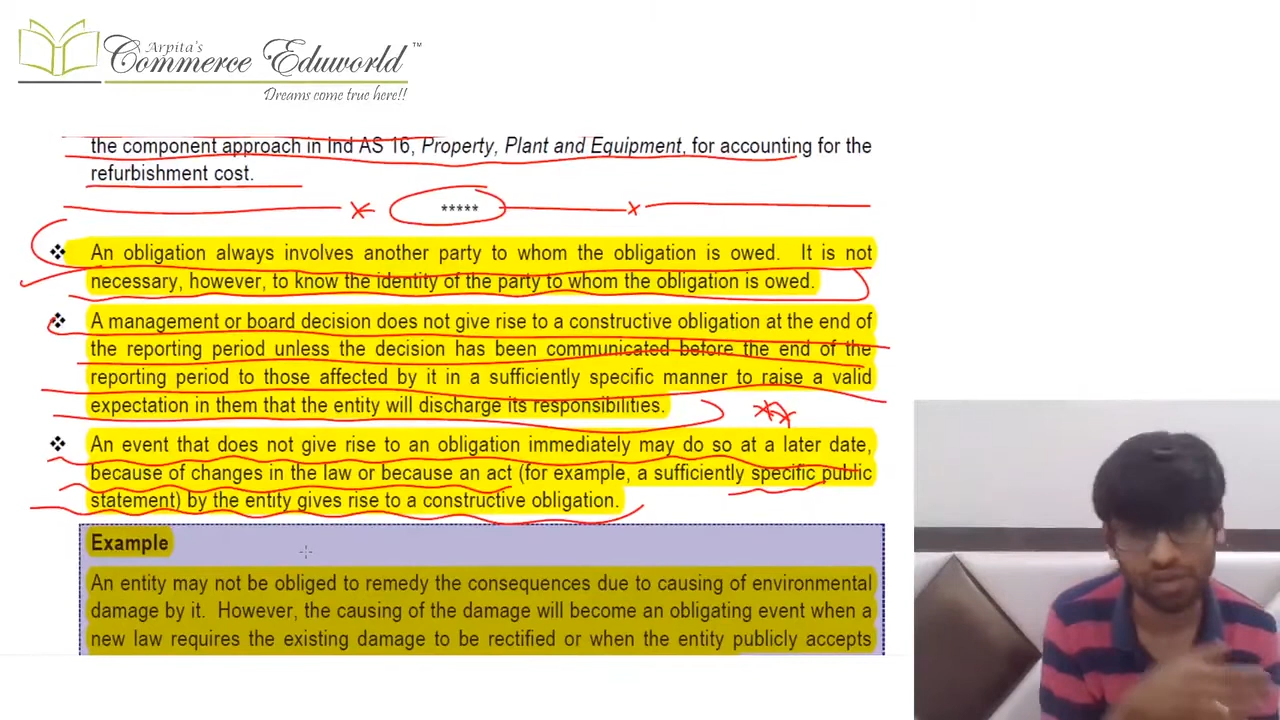 Arpita's
Commerce Eduworld™
Dreams come true here!!
the component approach in Ind AS 16, Property, Plant and Equipment, for accounting for the
refurbishment cost.
*****
❖ An obligation always involves another party to whom the obligation is owed. It is not
necessary, however, to know the identity of the party to whom the obligation is owed.
❖ A management or board decision does not give rise to a constructive obligation at the end of
the reporting period unless the decision has been communicated before the end of the
reporting period to those affected by it in a sufficiently specific manner to raise a valid
expectation in them that the entity will discharge its responsibilities.
❖ An event that does not give rise to an obligation immediately may do so at a later date,
because of changes in the law or because an act (for example, a sufficiently specific public
statement) by the entity gives rise to a constructive obligation.
Example
An entity may not be obliged to remedy the consequences due to causing of environmental
damage by it. However, the causing of the damage will become an obligating event when a
new law requires the existing damage to be rectified or when the entity publicly accepts